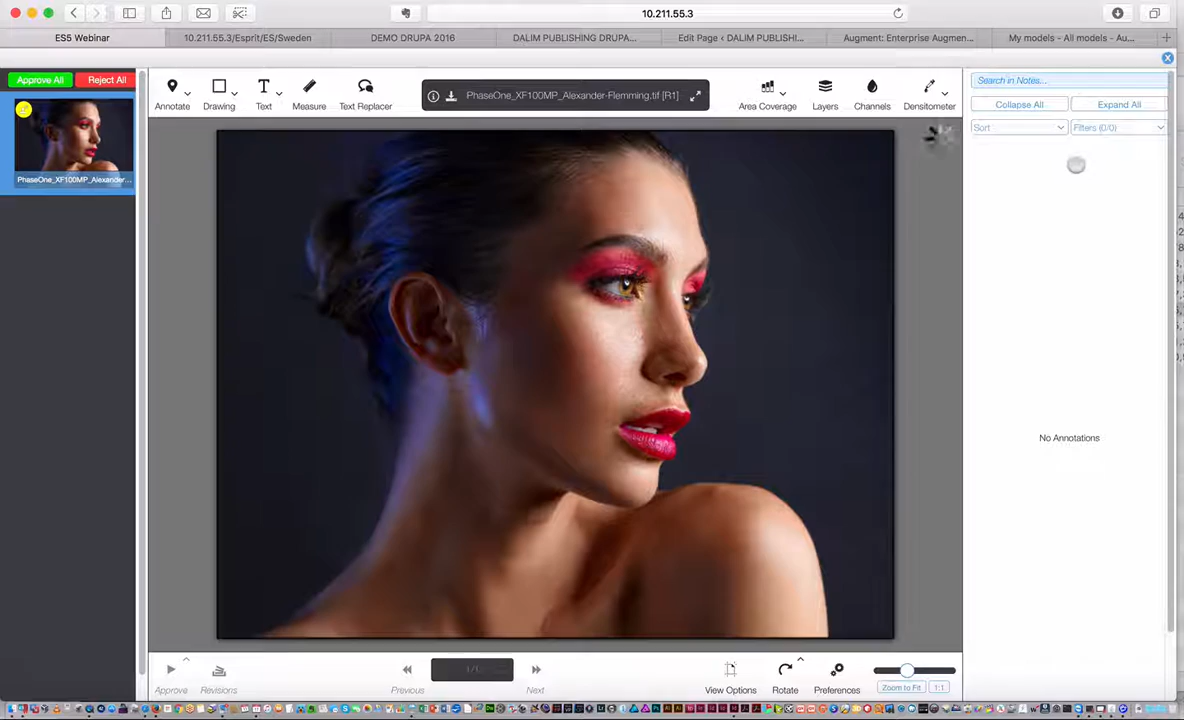 10.211.55.3
ES5 Webinar
10.211.55.3/Esprit/ES/Sweden
DEMO DRUPA 2016
DALIM PUBLISHING DRUPA...
Edit Page ‹ DALIM PUBLISHI...
Augment: Enterprise Augmen...
My models - All models - Au...
Approve All
Reject All
PhaseOne_XF100MP_Alexander...
Annotate
Drawing
Text
Measure
Text Replacer
PhaseOne_XF100MP_Alexander-Flemming.tif [R1]
Area Coverage
Layers
Channels
Densitometer
Search in Notes...
Collapse All
Expand All
Sort
Filters (0/0)
No Annotations
Approve
Revisions
Previous
1/1
Next
View Options
Rotate
Preferences
Zoom to Fit
1:1